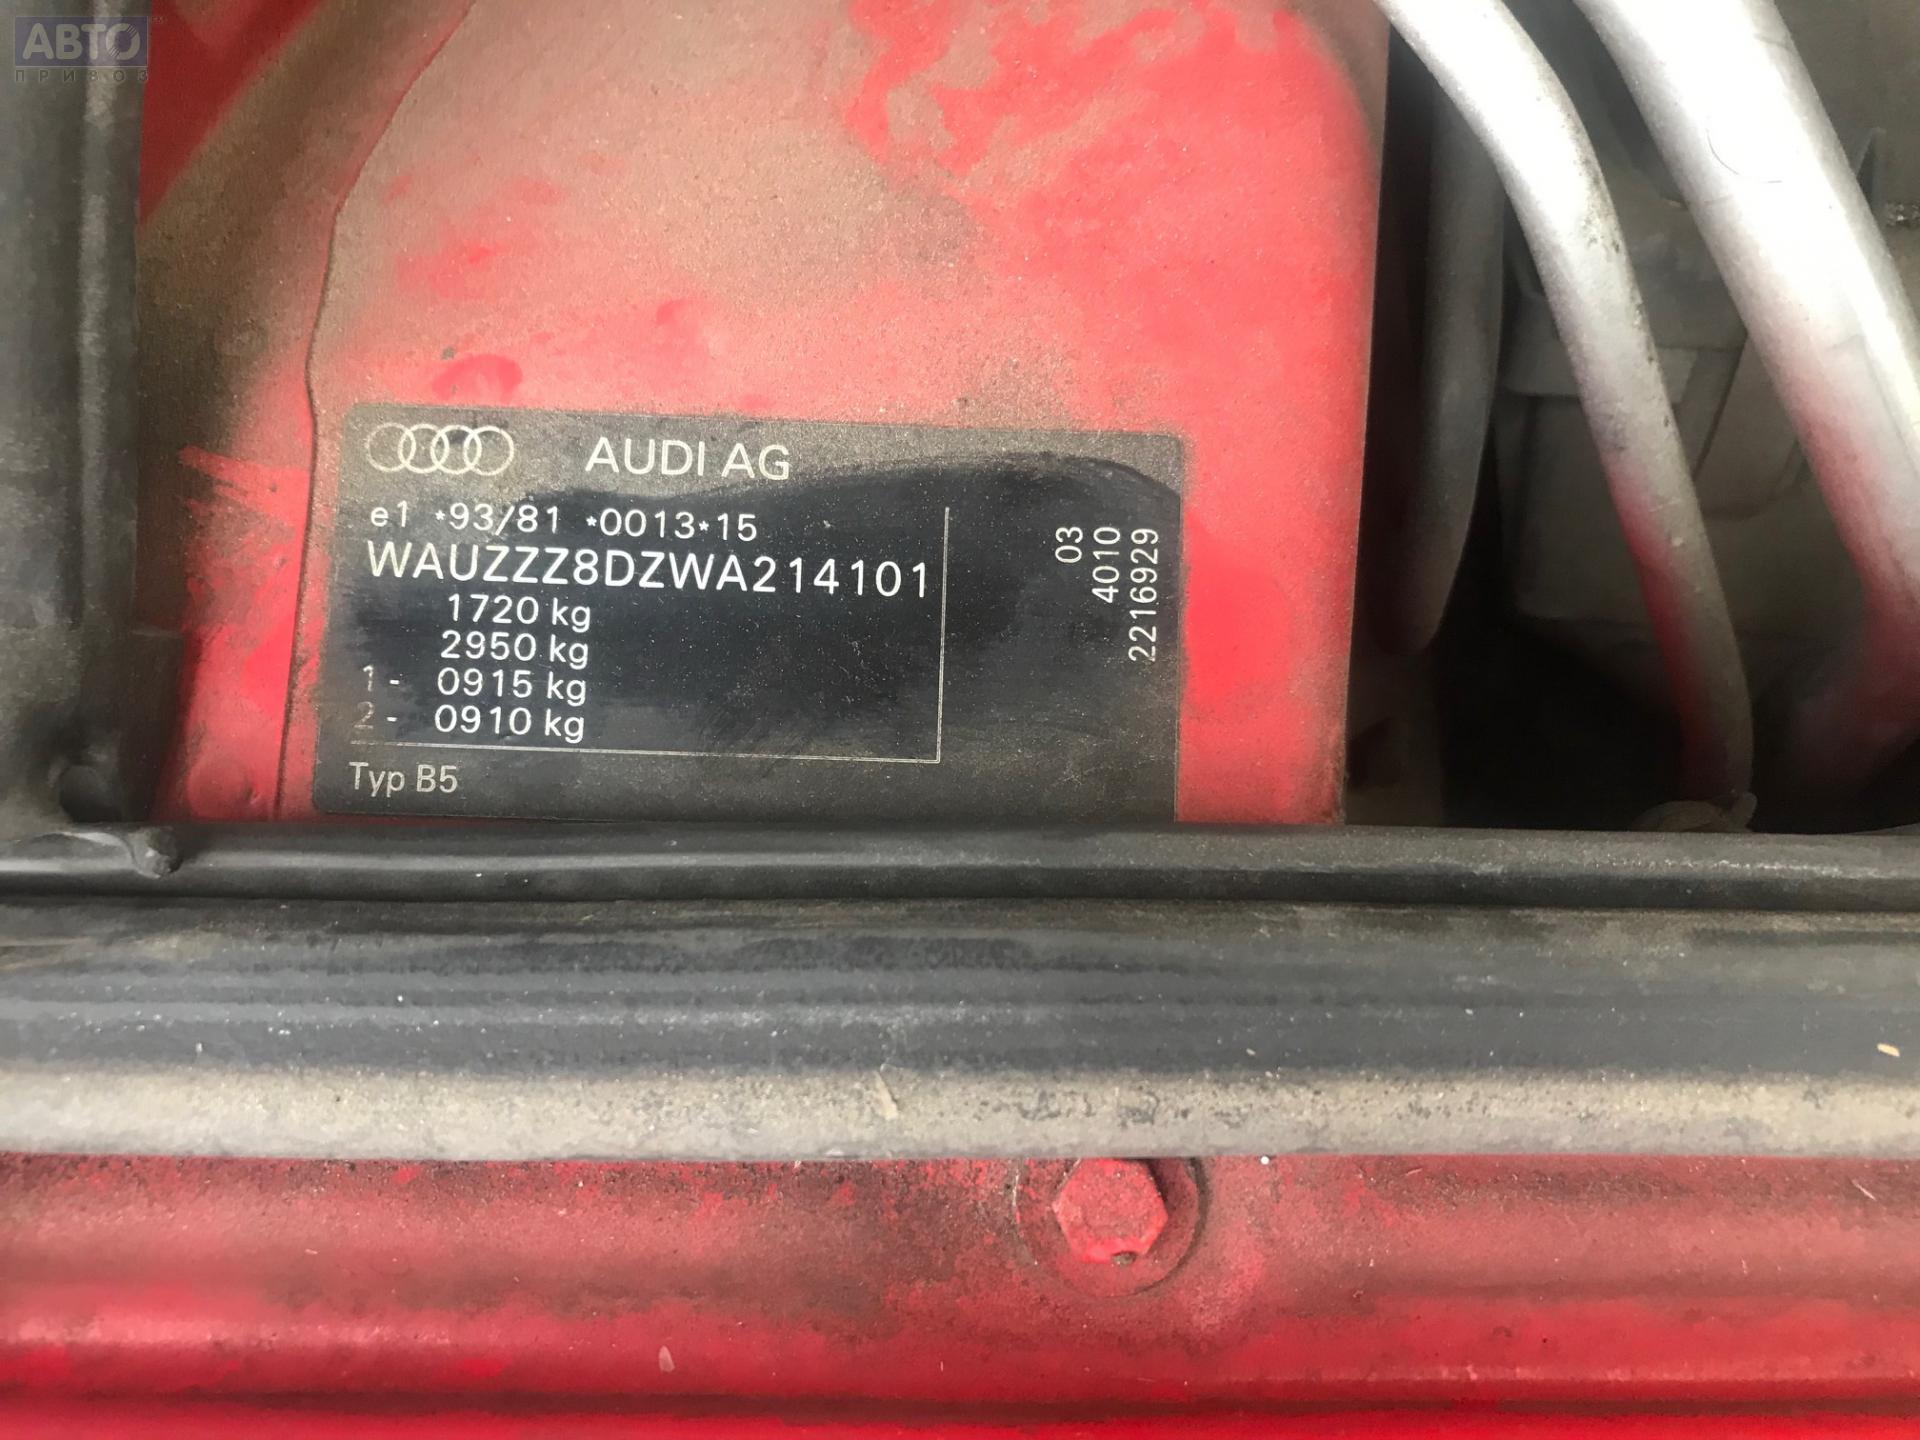 АВТО
ПРИВОЗ
AUDI AG
e1 *93/81 *0013*15
WAUZZZ8DZWA214101
1720 kg
2950 kg
1- 0915 kg
2- 0910 kg
Typ B5
03
4010
2216929